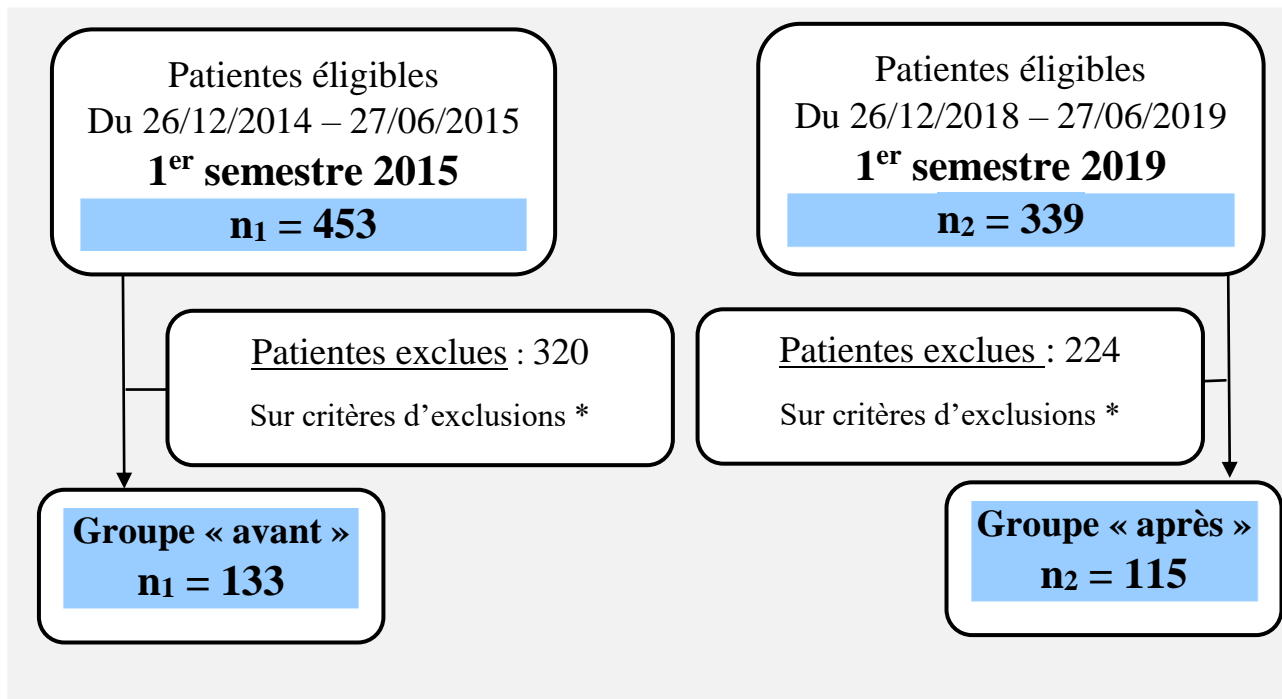 Patientes éligibles
Du 26/12/2014 – 27/06/2015
1er semestre 2015
n1 = 453
Patientes exclues : 320
Sur critères d’exclusions *
Groupe « avant »
n1 = 133
Patientes éligibles
Du 26/12/2018 – 27/06/2019
1er semestre 2019
n2 = 339
Patientes exclues : 224
Sur critères d’exclusions *
Groupe « après »
n2 = 115